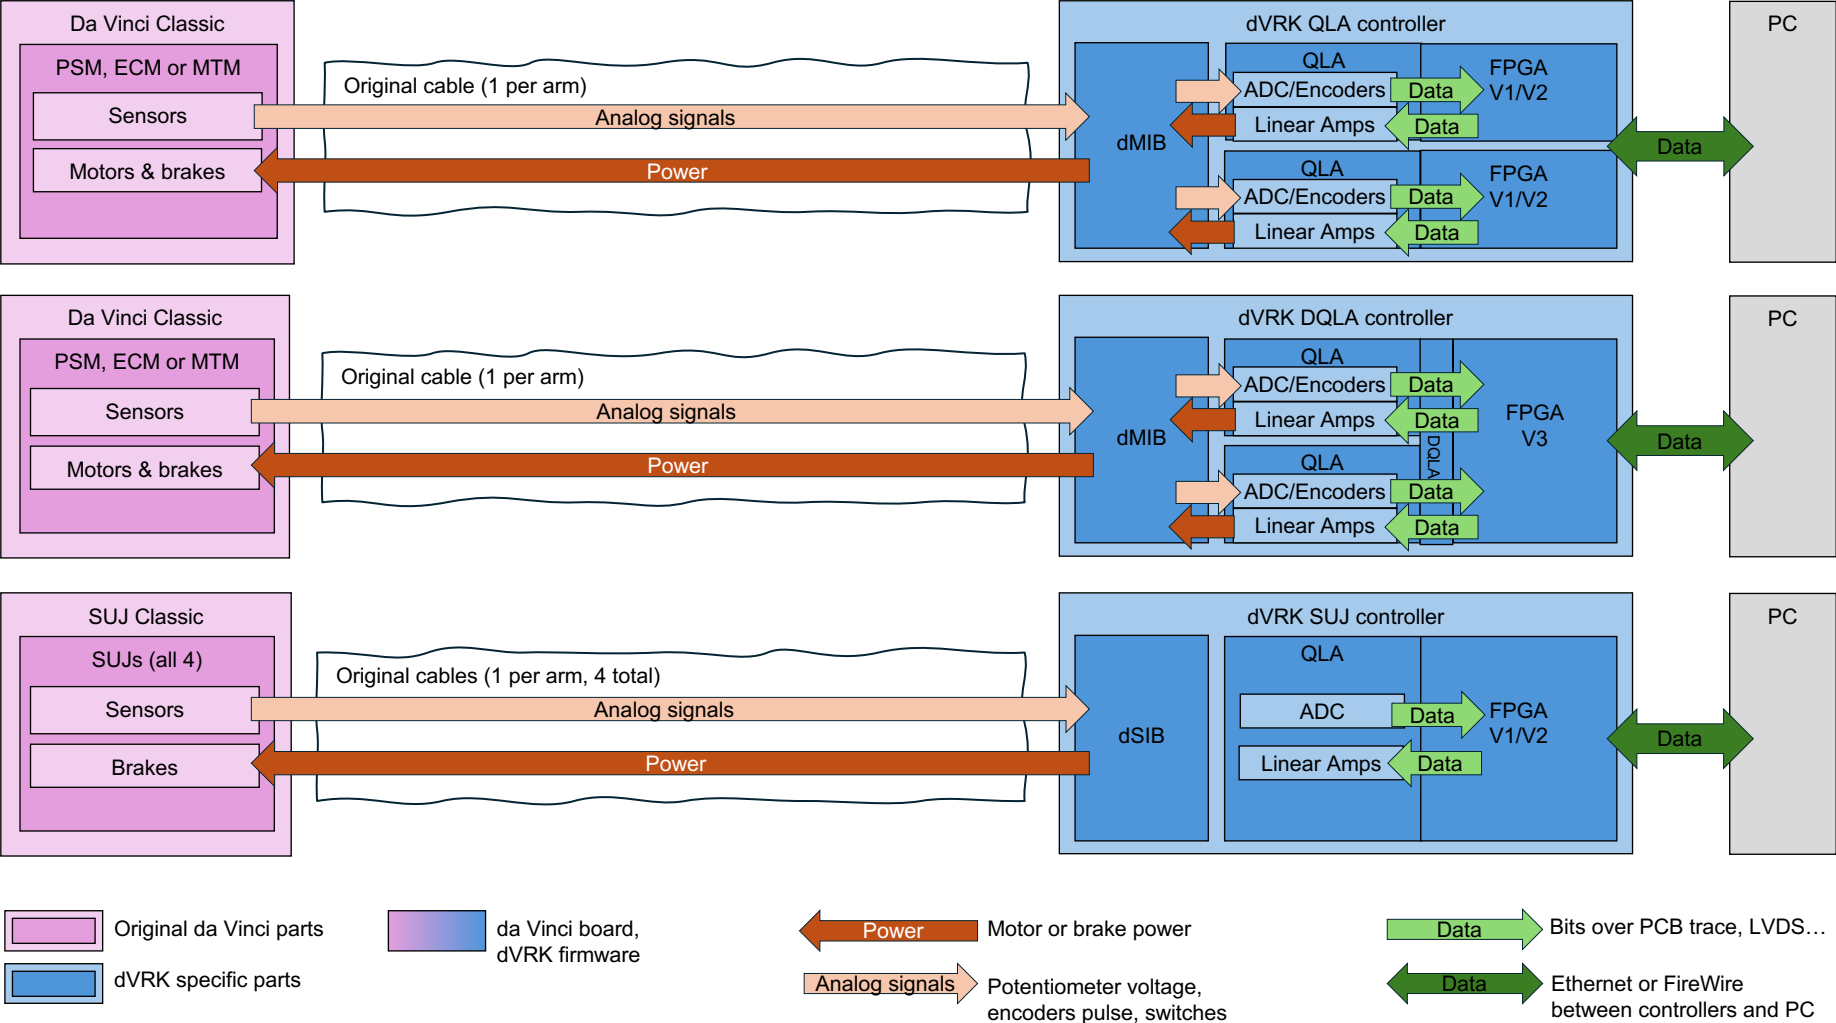 Da Vinci Classic
PSM, ECM or MTM
Sensors
Motors & brakes
Original cable (1 per arm)
Analog signals
Power
dVRK QLA controller
dMIB
QLA
ADC/Encoders
Data
Linear Amps
Data
FPGA
V1/V2
QLA
ADC/Encoders
Data
Linear Amps
Data
FPGA
V1/V2
Data
PC
Da Vinci Classic
PSM, ECM or MTM
Sensors
Motors & brakes
Original cable (1 per arm)
Analog signals
Power
dVRK DQLA controller
dMIB
QLA
ADC/Encoders
Data
Linear Amps
Data
QLA
ADC/Encoders
Data
Linear Amps
Data
DQLA
FPGA
V3
Data
PC
SUJ Classic
SUJs (all 4)
Sensors
Brakes
Original cables (1 per arm, 4 total)
Analog signals
Power
dVRK SUJ controller
dSIB
QLA
ADC
Data
Linear Amps
Data
FPGA
V1/V2
Data
PC
Original da Vinci parts
dVRK specific parts
da Vinci board,
dVRK firmware
Power
Motor or brake power
Analog signals
Potentiometer voltage,
encoders pulse, switches
Data
Bits over PCB trace, LVDS…
Data
Ethernet or FireWire
between controllers and PC